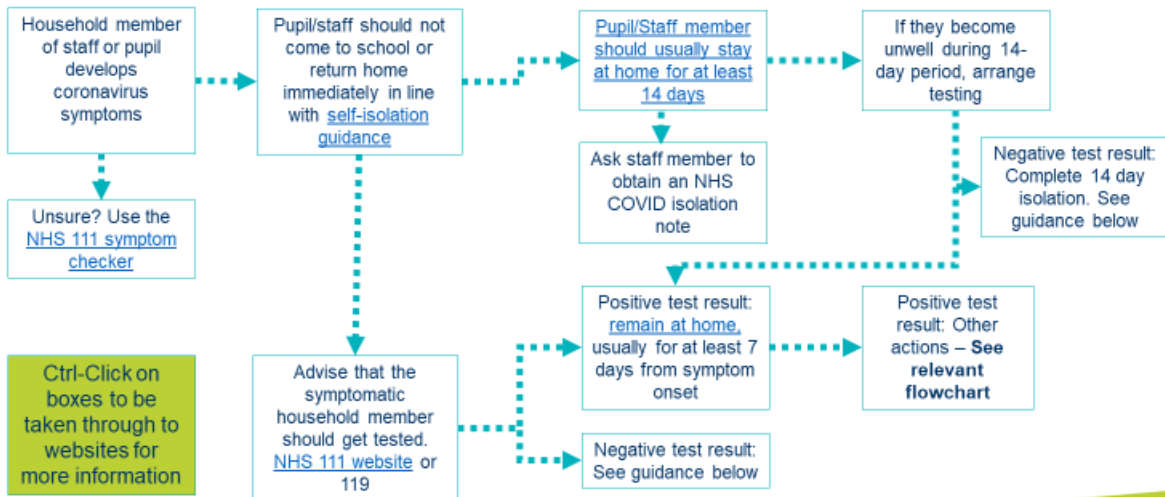 Household member
of staff or pupil
develops
coronavirus
symptoms
Pupil/staff should not
come to school or
return home
immediately in line
with self-isolation
guidance
Pupil/Staff member
should usually stay
at home for at least
14 days
If they become
unwell during 14-
day period, arrange
testing
Unsure? Use the
NHS 111 symptom
checker
Ask staff member to
obtain an NHS
COVID isolation
note
Negative test result:
Complete 14 day
isolation. See
guidance below
Positive test result:
remain at home,
usually for at least 7
days from symptom
onset
Positive test
result: Other
actions – See
relevant
flowchart
Ctrl-Click on
boxes to be
taken through to
websites for
more information
Advise that the
symptomatic
household member
should get tested.
NHS 111 website or
119
Negative test result:
See guidance below